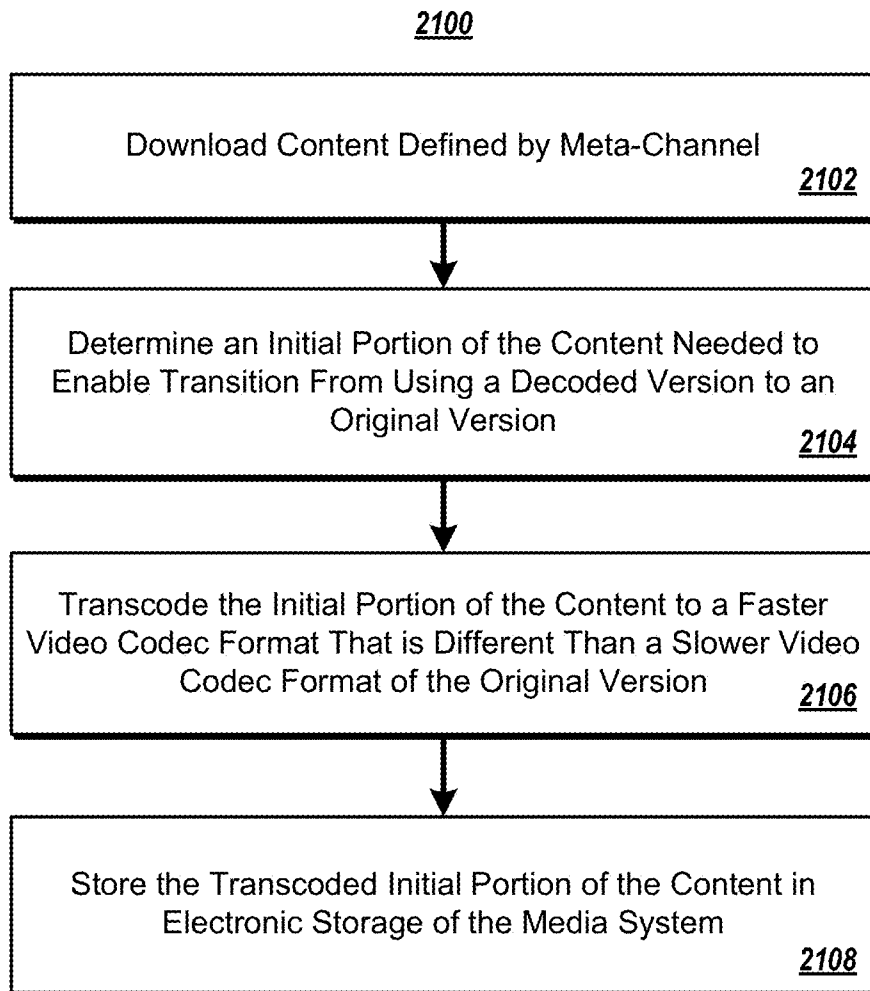 2100
Download Content Defined by Meta-Channel
2102
Determine an Initial Portion of the Content Needed to
Enable Transition From Using a Decoded Version to an
Original Version
2104
Transcode the Initial Portion of the Content to a Faster
Video Codec Format That is Different Than a Slower Video
Codec Format of the Original Version
2106
Store the Transcoded Initial Portion of the Content in
Electronic Storage of the Media System
2108